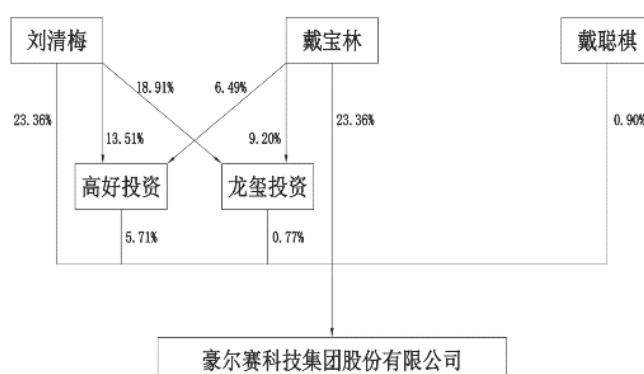 刘清梅 戴宝林 戴聪棋
18.91% 6.49%
23.36% 23.36% 0.90%
13.51% 9.20%
高好投资 龙玺投资
5.71% 0.77%
豪尔赛科技集团股份有限公司